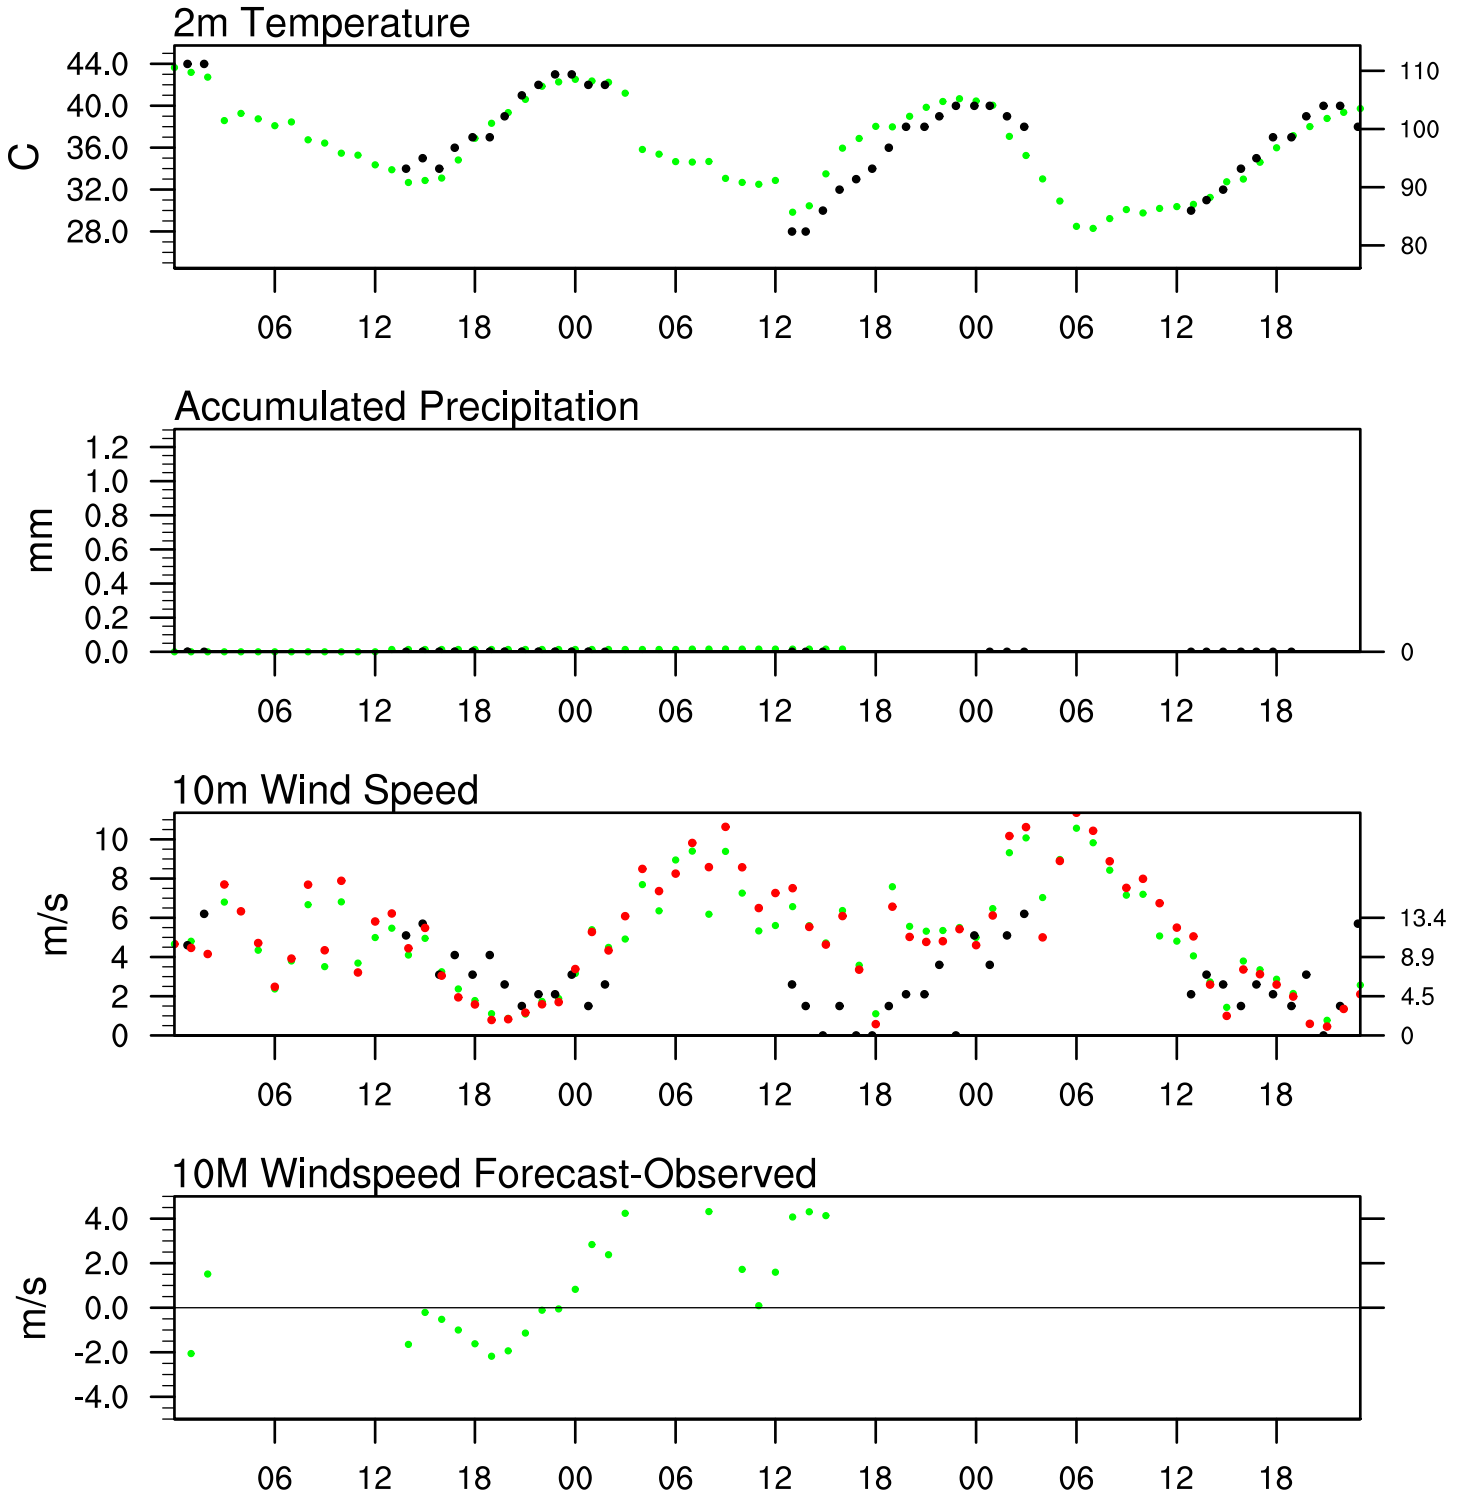 2m Temperature
44.0
40.0
36.0
32.0
28.0
C
110
100
90
80
06 12 18 00 06 12 18 00 06 12 18
Accumulated Precipitation
1.2
1.0
0.8
0.6
0.4
0.2
0.0
mm
0
06 12 18 00 06 12 18 00 06 12 18
10m Wind Speed
10
8
6
4
2
0
m/s
13.4
8.9
4.5
0
06 12 18 00 06 12 18 00 06 12 18
10M Windspeed Forecast-Observed
4.0
2.0
0.0
-2.0
-4.0
m/s
06 12 18 00 06 12 18 00 06 12 18